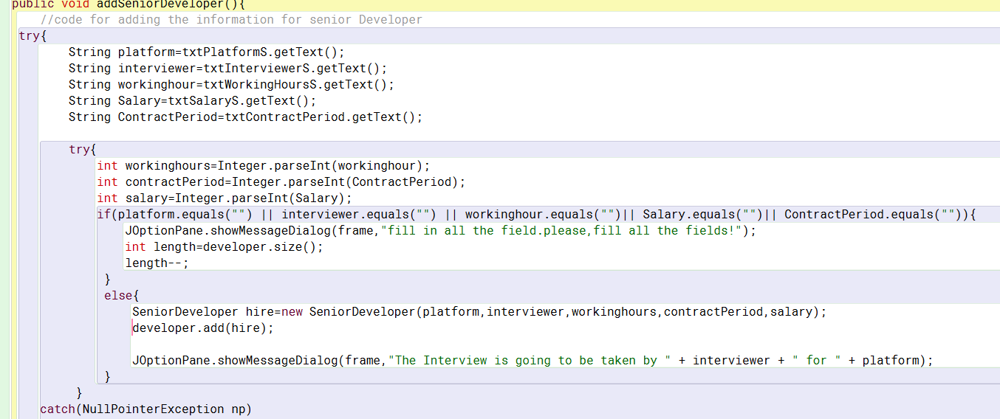 public void addSeniorDeveloper(){
//code for adding the information for senior Developer
try{
String platform=txtPlatformS.getText();
String interviewer=txtInterviewerS.getText();
String workinghour=txtWorkingHoursS.getText();
String Salary=txtSalaryS.getText();
String ContractPeriod=txtContractPeriod.getText();
try{
int workinghours=Integer.parseInt(workinghour);
int contractPeriod=Integer.parseInt(ContractPeriod);
int salary=Integer.parseInt(Salary);
if(platform.equals("") || interviewer.equals("") || workinghour.equals("")|| Salary.equals("")|| ContractPeriod.equals("")){
JOptionPane.showMessageDialog(frame,"fill in all the field.please,fill all the fields!");
int length=developer.size();
length--;
}
else{
SeniorDeveloper hire=new SeniorDeveloper(platform,interviewer,workinghours,contractPeriod,salary);
developer.add(hire);
JOptionPane.showMessageDialog(frame,"The Interview is going to be taken by " + interviewer + " for " + platform);
}
}
catch(NullPointerException np)